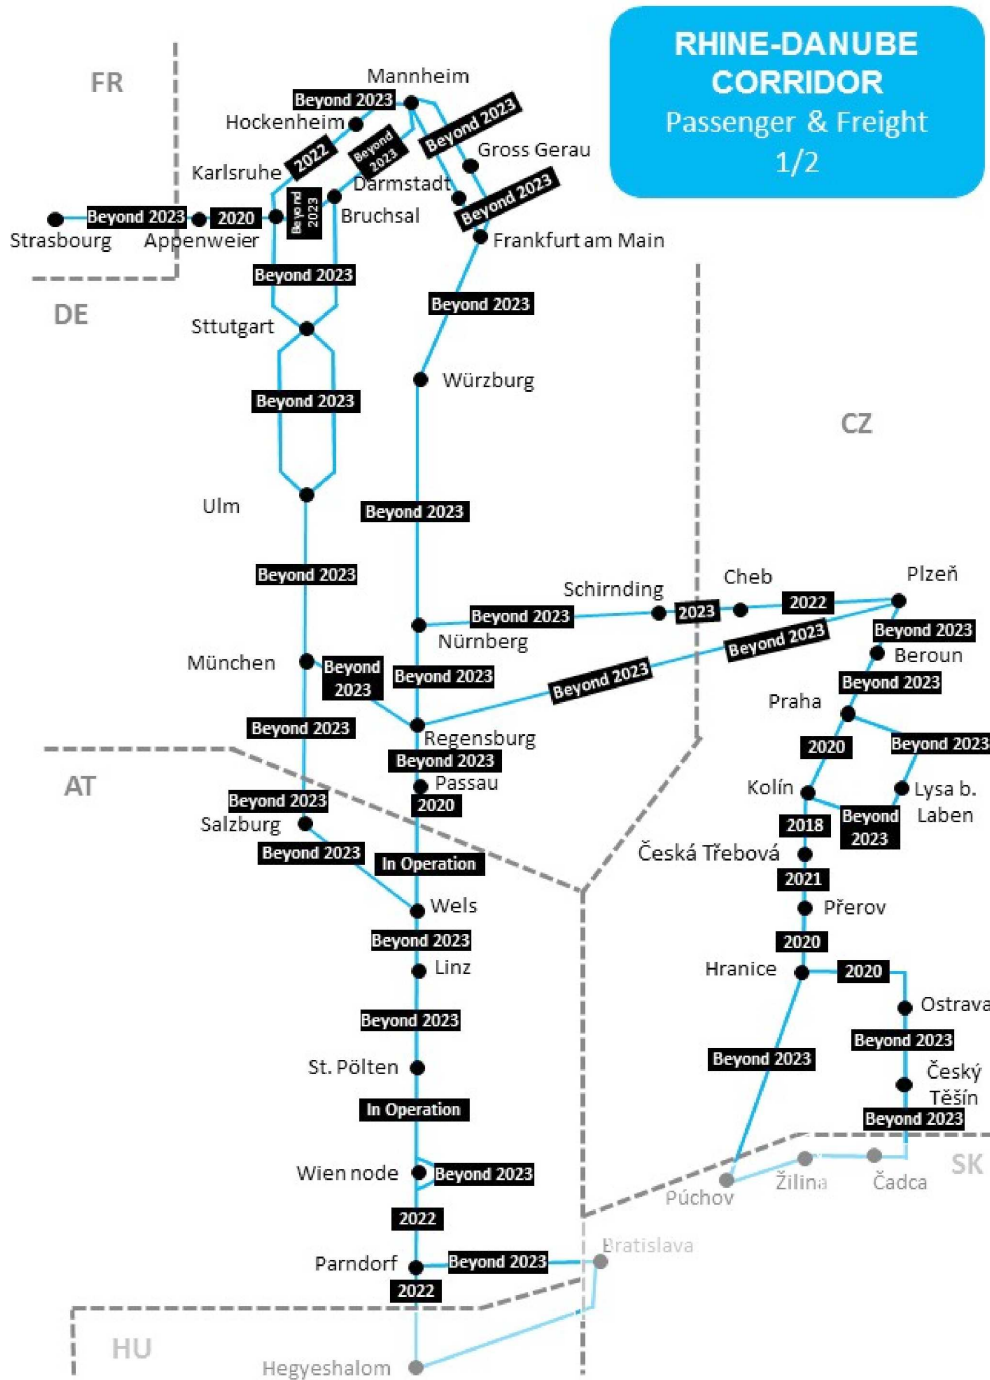 RHINE-DANUBE
CORRIDOR
Passenger & Freight
1/2
FR
Mannheim
Beyond 2023
Hockenheim
Beyond 2023
2022
Beyond
2023
Gross Gerau
Karlsruhe
Darmstadt
Beyond 2023
Beyond
2023
Bruchsal
Beyond 2023
2020
Strasbourg
Appenweier
Frankfurt am Main
Beyond 2023
DE
Beyond 2023
Sttutgart
Würzburg
Beyond 2023
CZ
Ulm
Beyond 2023
Beyond 2023
Schirnding
Cheb
Plzeň
Beyond 2023
2023
2022
Nürnberg
Beyond 2023
Beyond 2023
Beroun
München
Beyond
2023
Beyond 2023
Beyond 2023
Beyond 2023
Praha
Beyond 2023
Regensburg
2020
Beyond 2023
Beyond 2023
AT
Passau
Kolín
Lysa b.
Laben
Beyond 2023
2020
Beyond
2023
Salzburg
2018
Beyond 2023
In Operation
Česká Třebová
2021
Wels
Přerov
Beyond 2023
2020
Linz
Hranice
2020
Ostrava
Beyond 2023
Beyond 2023
Beyond 2023
St. Pölten
Český
Těšín
In Operation
Beyond 2023
Wien node
Beyond 2023
SK
Púchov
Žilina
Čadca
2022
Bratislava
Parndorf
Beyond 2023
2022
HU
Hegyeshalom